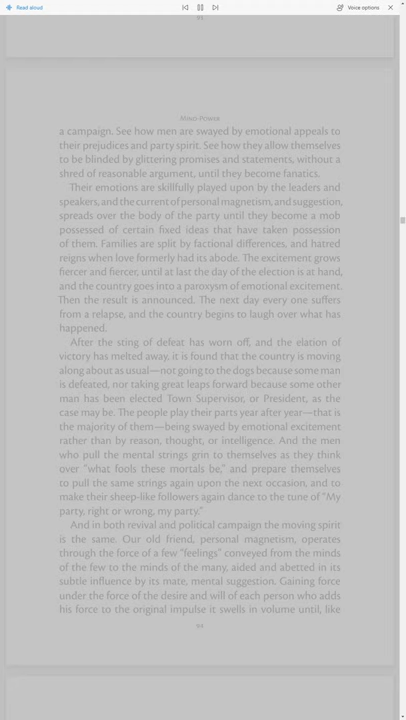 Read aloud
Voice options
MIND-POWER
a campaign. See how men are swayed by emotional appeals to
their prejudices and party spirit. See how they allow themselves
to be blinded by glittering promises and statements, without a
shred of reasonable argument, until they become fanatics.
Their emotions are skillfully played upon by the leaders and
speakers, and the current of personal magnetism, and suggestion,
spreads over the body of the party until they become a mob
possessed of certain fixed ideas that have taken possession
of them. Families are split by factional differences, and hatred
reigns when love formerly had its abode. The excitement grows
fiercer and fiercer, until at last the day of the election is at hand,
and the country goes into a paroxysm of emotional excitement.
Then the result is announced. The next day every one suffers
from a relapse, and the country begins to laugh over what has
happened.
After the sting of defeat has worn off, and the elation of
victory has melted away, it is found that the country is moving
along about as usual—not going to the dogs because some man
is defeated, nor taking great leaps forward because some other
man has been elected Town Supervisor, or President, as the
case may be. The people play their parts year after year—that is
the majority of them—being swayed by emotional excitement
rather than by reason, thought, or intelligence. And the men
who pull the mental strings grin to themselves as they think
over "what fools these mortals be," and prepare themselves
to pull the same strings again upon the next occasion, and to
make their sheep-like followers again dance to the tune of "My
party, right or wrong, my party."
And in both revival and political campaign the moving spirit
is the same. Our old friend, personal magnetism, operates
through the force of a few "feelings" conveyed from the minds
of the few to the minds of the many, aided and abetted in its
subtle influence by its mate, mental suggestion. Gaining force
under the force of the desire and will of each person who adds
his force to the original impulse it swells in volume until, like